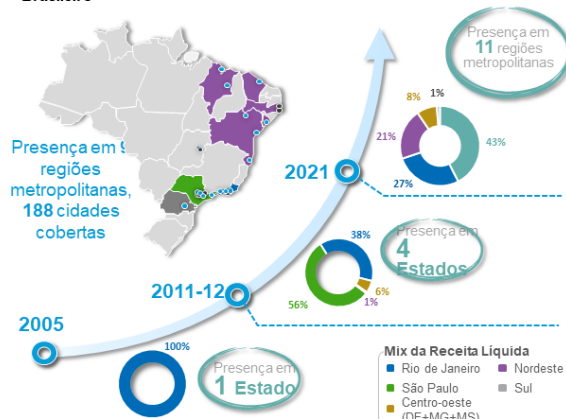 Presença em
11 regiões
metropolitanas
8%
1%
21%
43%
27%
Presença em 9
regiões
metropolitanas,
188 cidades
cobertas
2021
38%
56%
6%
1%
Presença em
4
Estados
2011-12
2005
100%
Presença em
1 Estado
Mix da Receita Líquida
Rio de Janeiro
Nordeste
São Paulo
Sul
Centro-oeste
(DF+MG+MS)